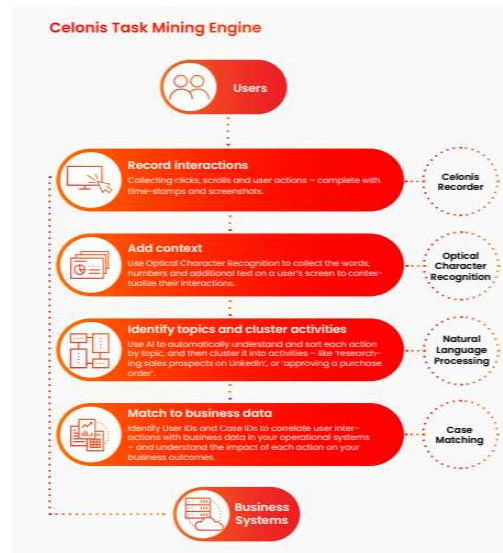 Celonis Task Mining Engine
Users
Record interactions
Collecting clicks, scrolls and user actions – complete with
time-stamps and screenshots.
Celonis
Recorder
Add context
Use Optical Character Recognition to collect the words,
numbers and additional text on a user's screen to contex-
tualize their interactions.
Optical
Character
Recognition
Identify topics and cluster activities
Use AI to automatically understand and sort each action
by topic, and then cluster it into activities – like 'research-
ing sales prospects on LinkedIn', or 'approving a purchase
order'.
Natural
Language
Processing
Match to business data
Identify User IDs and Case IDs to correlate user inter-
actions with business data in your operational systems
– and understand the impact of each action on your
business outcomes.
Case
Matching
Business
Systems